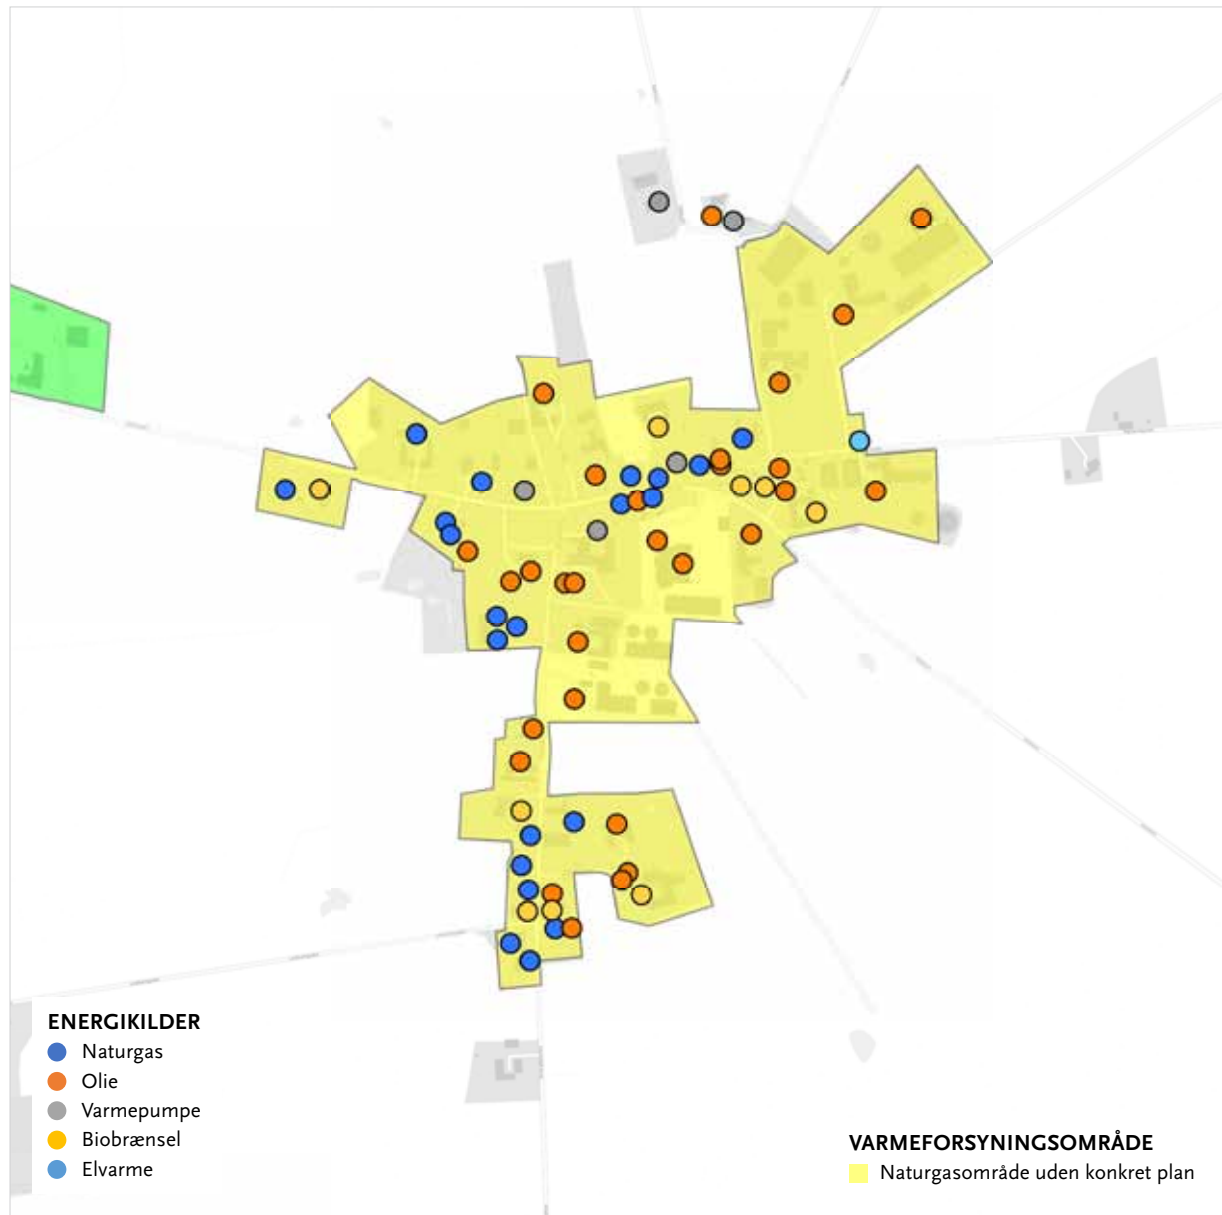 ENERGIKILDER
Naturgas
Olie
Varmepumpe
Biobrænsel
Elvarme
VARMEFORSYNINGSOMRÅDE
Naturgasområde uden konkret plan